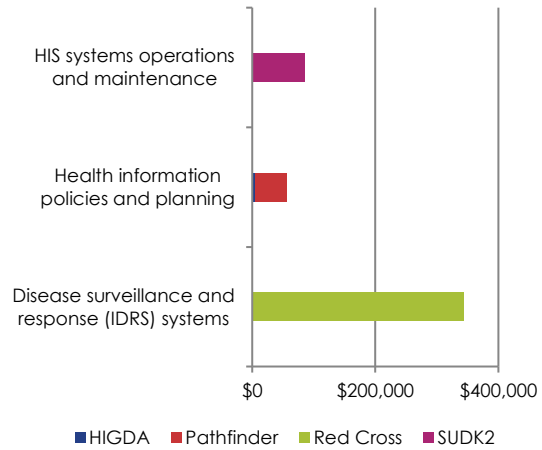 HIS systems operations
and maintenance
Health information
policies and planning
Disease surveillance and
response (IDRS) systems
$0
$200,000
$400,000
HIGDA
Pathfinder
Red Cross
SUDK2